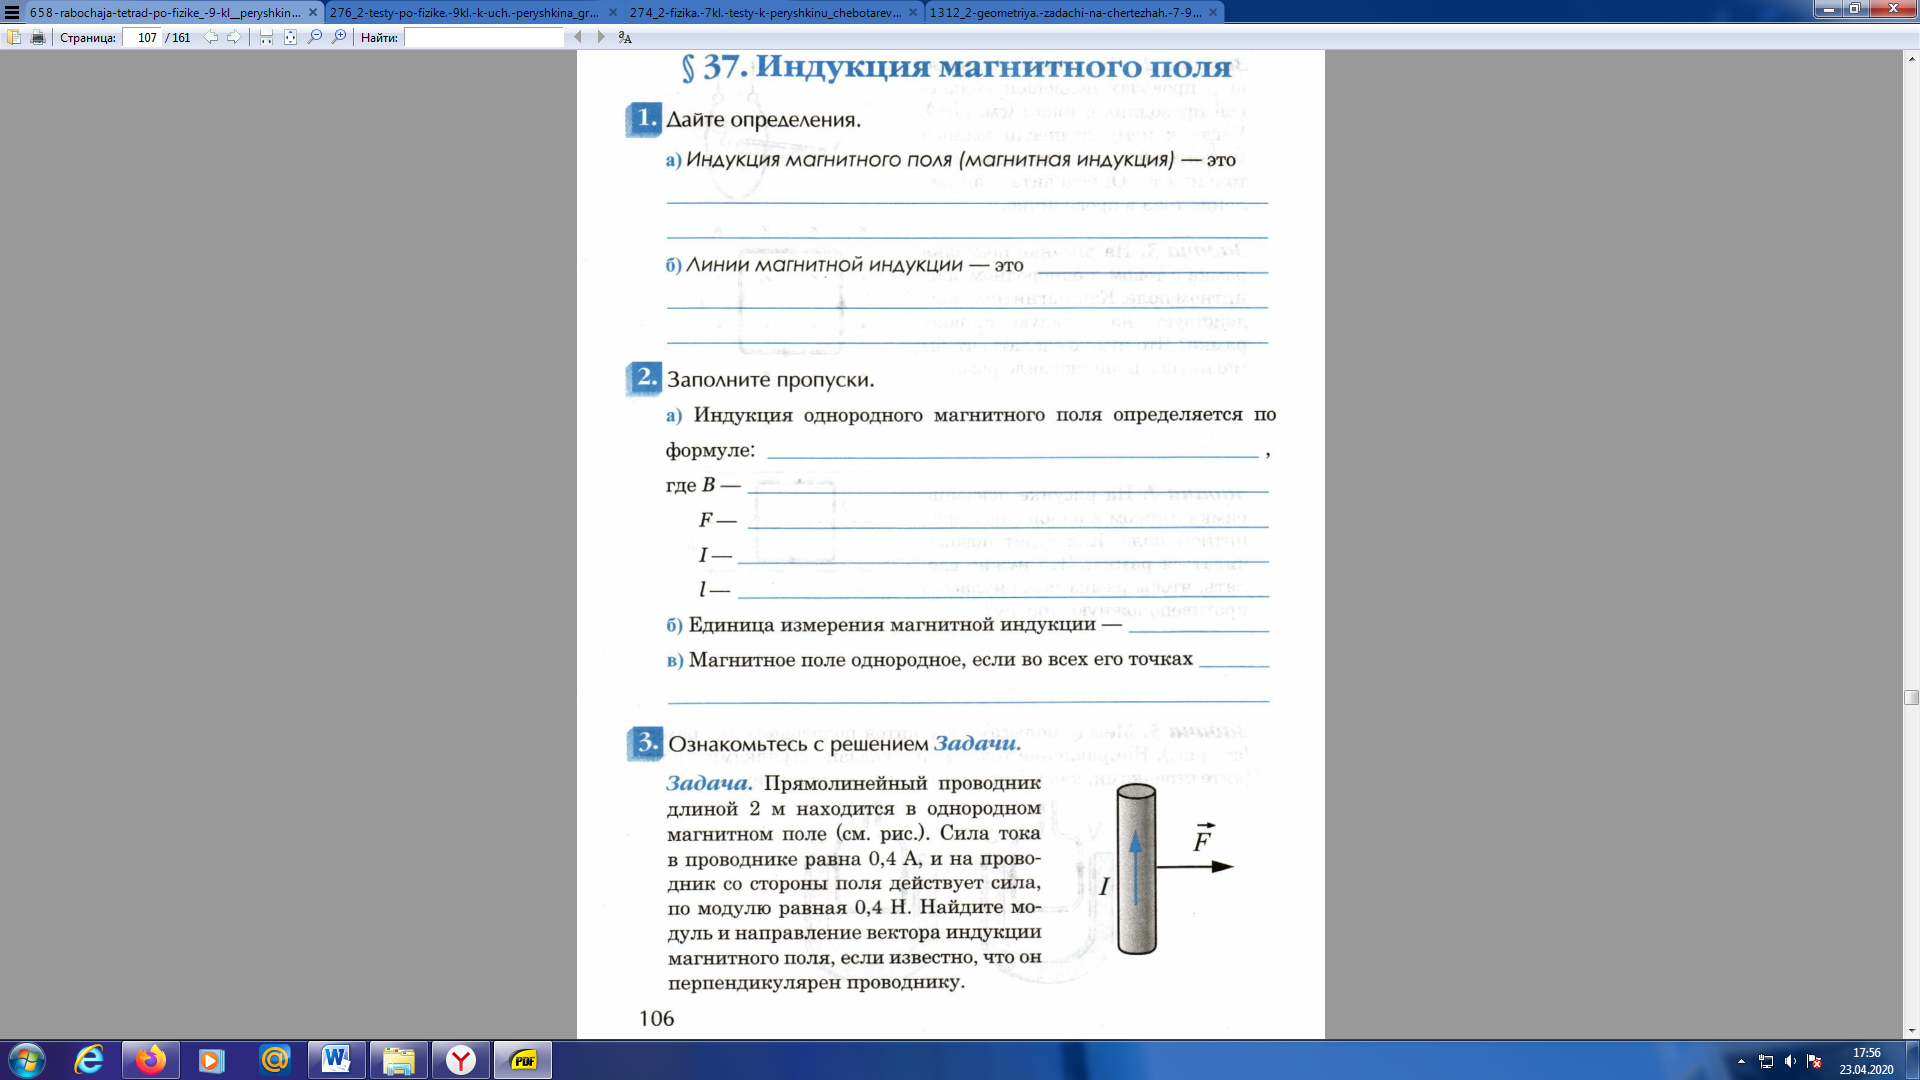 658-rabochaja-tetrad-po-fizike_-9-kl__peryshkin...
276_2-testy-po-fizike.-9kl.-k-uch.-peryshkina_gr...
274_2-fizika.-7kl.-testy-k-peryshkinu_chebotarev...
1312_2-geometriya.-zadachi-na-chertezhah.-7-9...
Страница: 107 / 161 Найти:
§ 37. Индукция магнитного поля
1. Дайте определения.
а) Индукция магнитного поля (магнитная индукция) — это
б) Линии магнитной индукции — это
2. Заполните пропуски.
а) Индукция однородного магнитного поля определяется по
формуле: ,
где B —
F —
I —
l —
б) Единица измерения магнитной индукции —
в) Магнитное поле однородное, если во всех его точках
3. Ознакомьтесь с решением Задачи.
Задача. Прямолинейный проводник
длиной 2 м находится в однородном
магнитном поле (см. рис.). Сила тока
в проводнике равна 0,4 А, и на прово-
дник со стороны поля действует сила,
по модулю равная 0,4 Н. Найдите мо-
дуль и направление вектора индукции
магнитного поля, если известно, что он
перпендикулярен проводнику.
F
I
106
PDF
17:56
23.04.2020